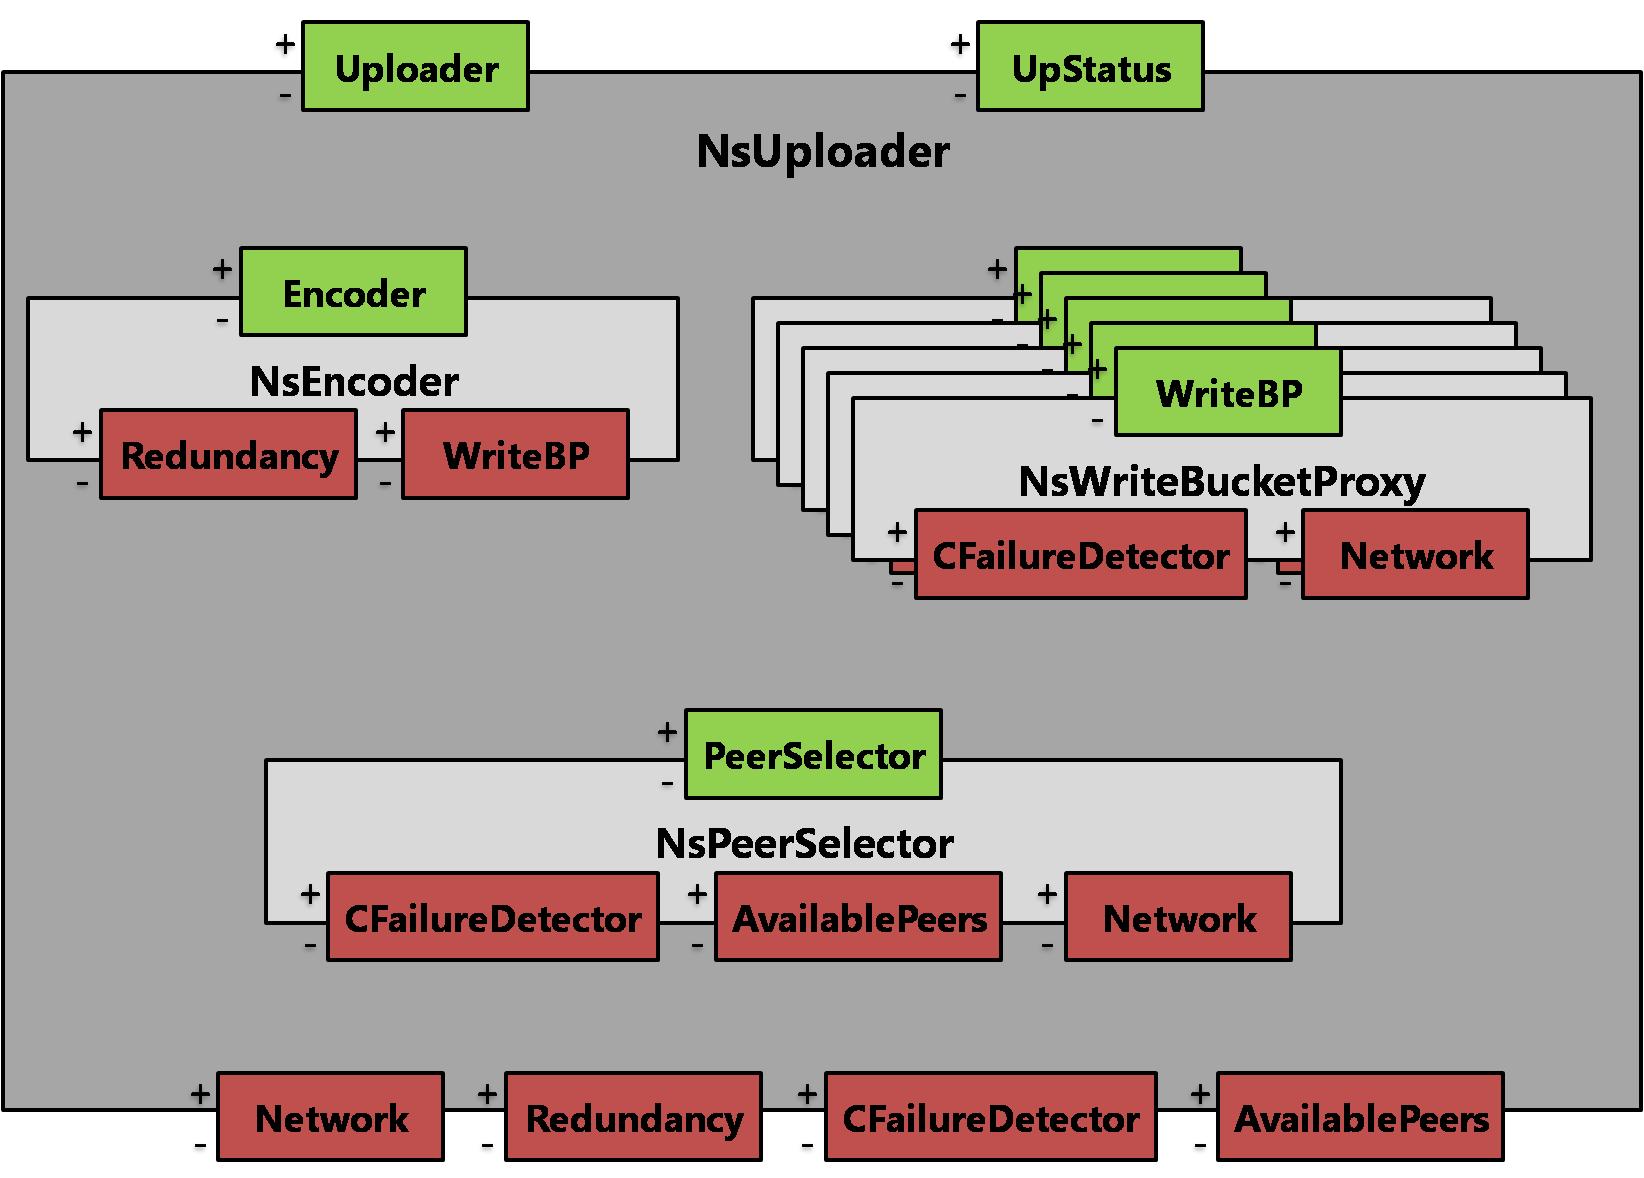 +
Uploader
-
+
UpStatus
-
NsUploader
+
Encoder
-
NsEncoder
+
Redundancy
-
+
WriteBP
-
+
-
+
-
+
-
+
-
+
WriteBP
-
NsWriteBucketProxy
+
CFailureDetector
-
+
Network
-
+
PeerSelector
-
NsPeerSelector
+
CFailureDetector
-
+
AvailablePeers
-
+
Network
-
+
Network
-
+
Redundancy
-
+
CFailureDetector
-
+
AvailablePeers
-